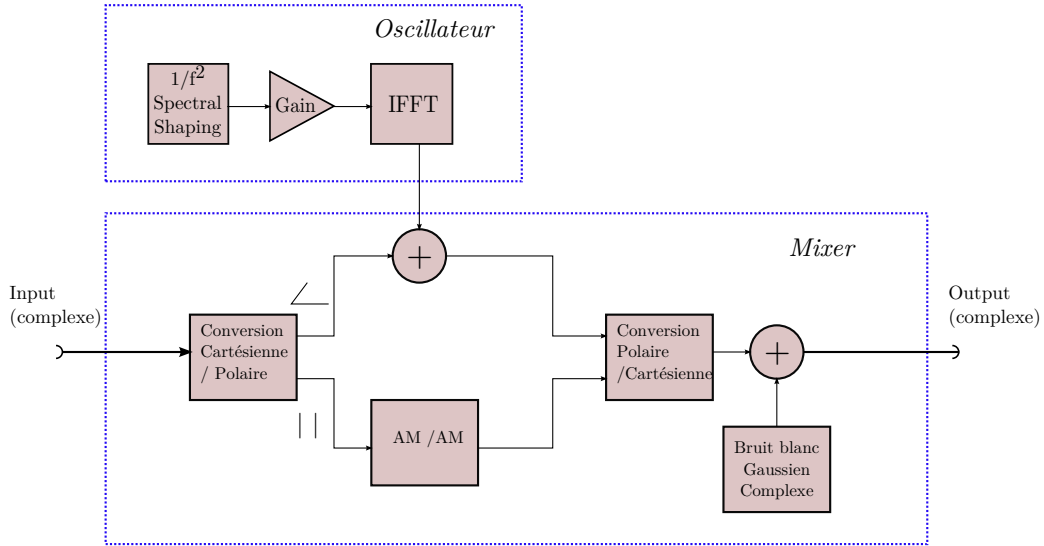 Oscillateur
1/f²
Spectral
Shaping
Gain
IFFT
Mixer
+
Input
(complexe)
Conversion
Cartésienne
/ Polaire
AM /AM
Conversion
Polaire
/Cartésienne
+
Output
(complexe)
Bruit blanc
Gaussien
Complexe